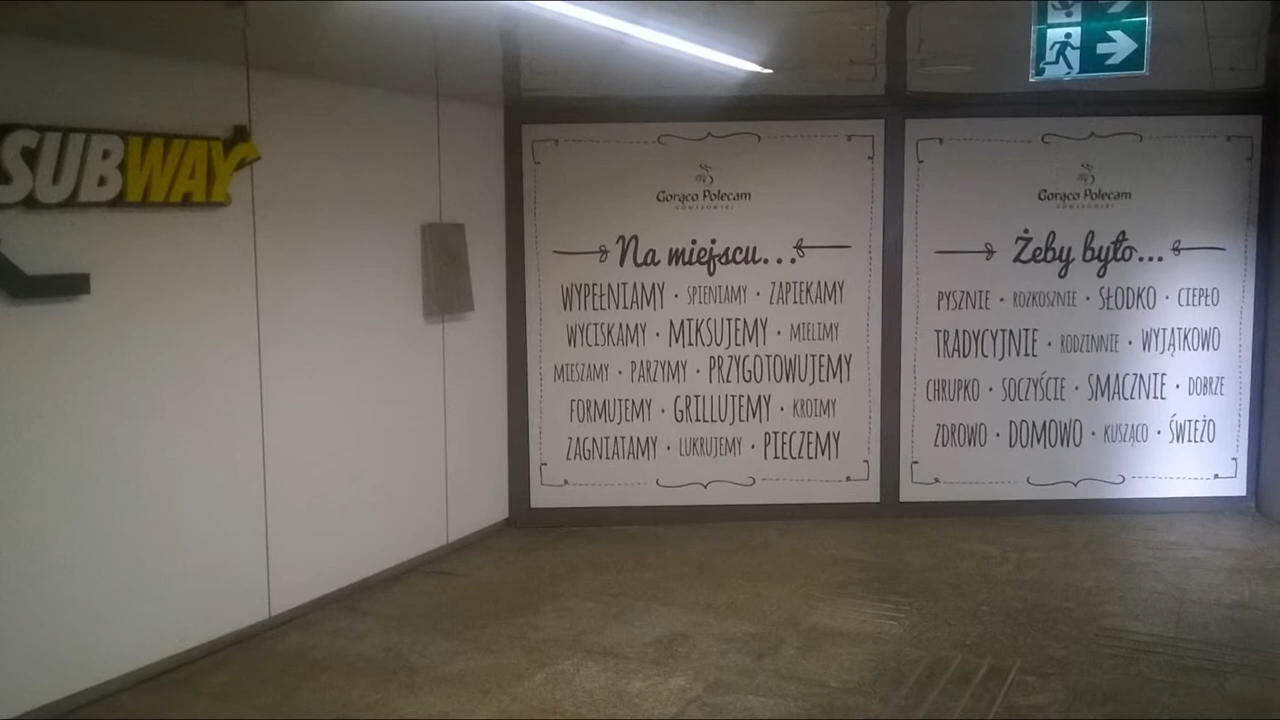 SUBWAY
Gorąco Polecam
NOWAKOWSKI
Na miejscu...
WYPEŁNIAMY · SPIENIAMY · ZAPIEKAMY
WYCISKAMY · MIKSUJEMY · MIELIMY
MIESZAMY · PARZYMY · PRZYGOTOWUJEMY
FORMUJEMY · GRILLUJEMY · KROIMY
ZAGNIATAMY · LUKRUJEMY · PIECZEMY
Gorąco Polecam
NOWAKOWSKI
Żeby było...
PYSZNIE · ROZKOSZNIE · SŁODKO · CIEPŁO
TRADYCYJNIE · RODZINNIE · WYJĄTKOWO
CHRUPKO · SOCZYŚCIE · SMACZNIE · DOBRZE
ZDROWO · DOMOWO · KUSZĄCO · ŚWIEŻO